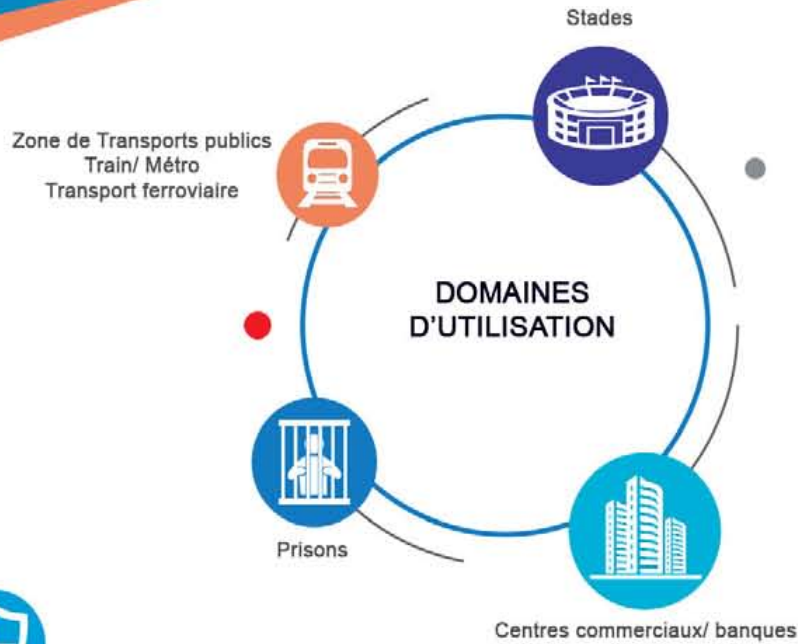 Stades
Zone de Transports publics
Train/ Métro
Transport ferroviaire
DOMAINES
D'UTILISATION
Prisons
Centres commerciaux/ banques